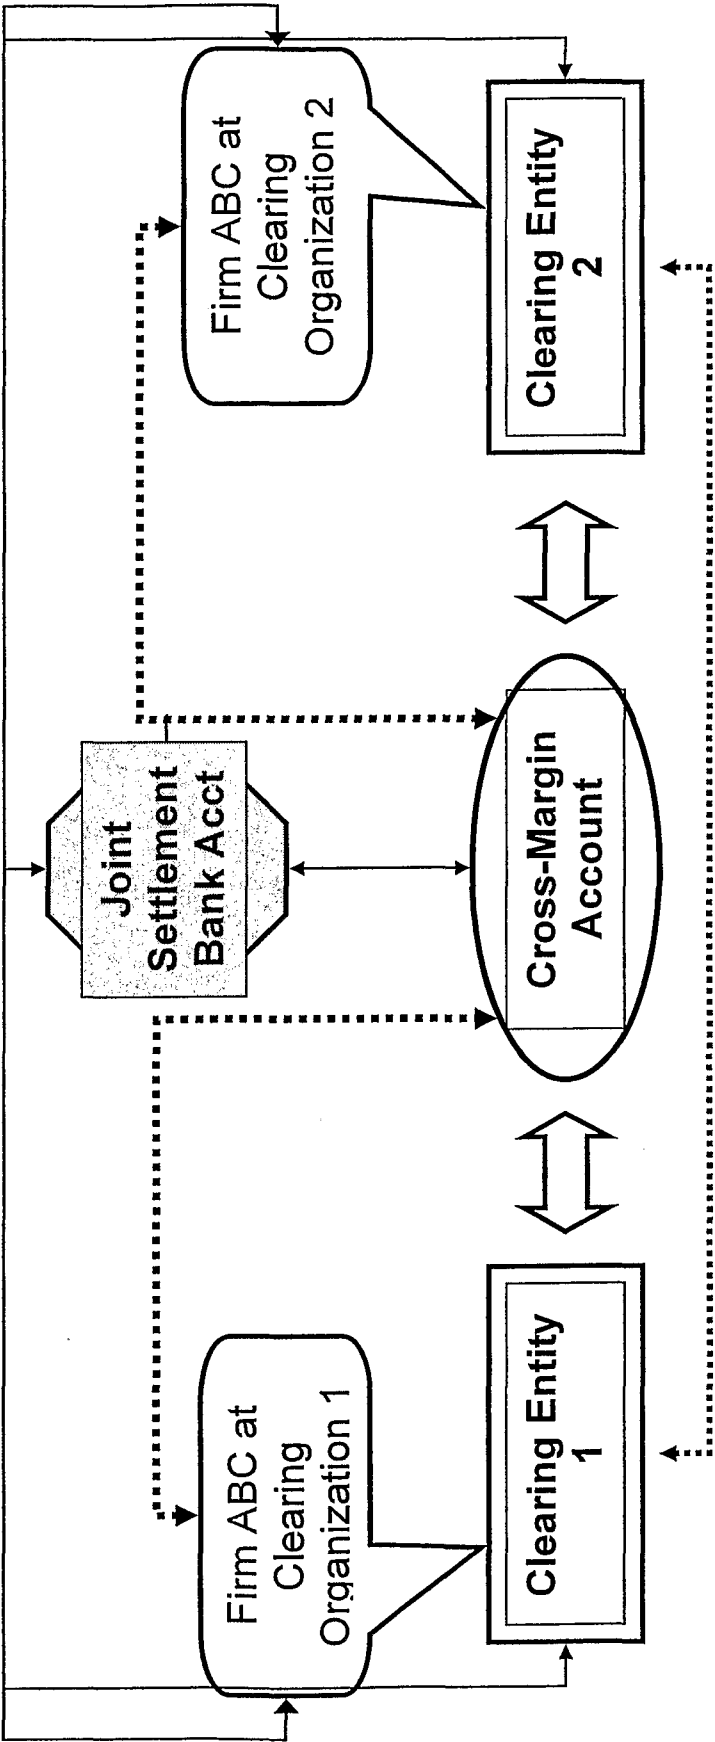 Firm ABC at
Clearing
Organization 1
Joint
Settlement
Bank Acct
Firm ABC at
Clearing
Organization 2
Clearing Entity
1
Cross-Margin
Account
Clearing Entity
2